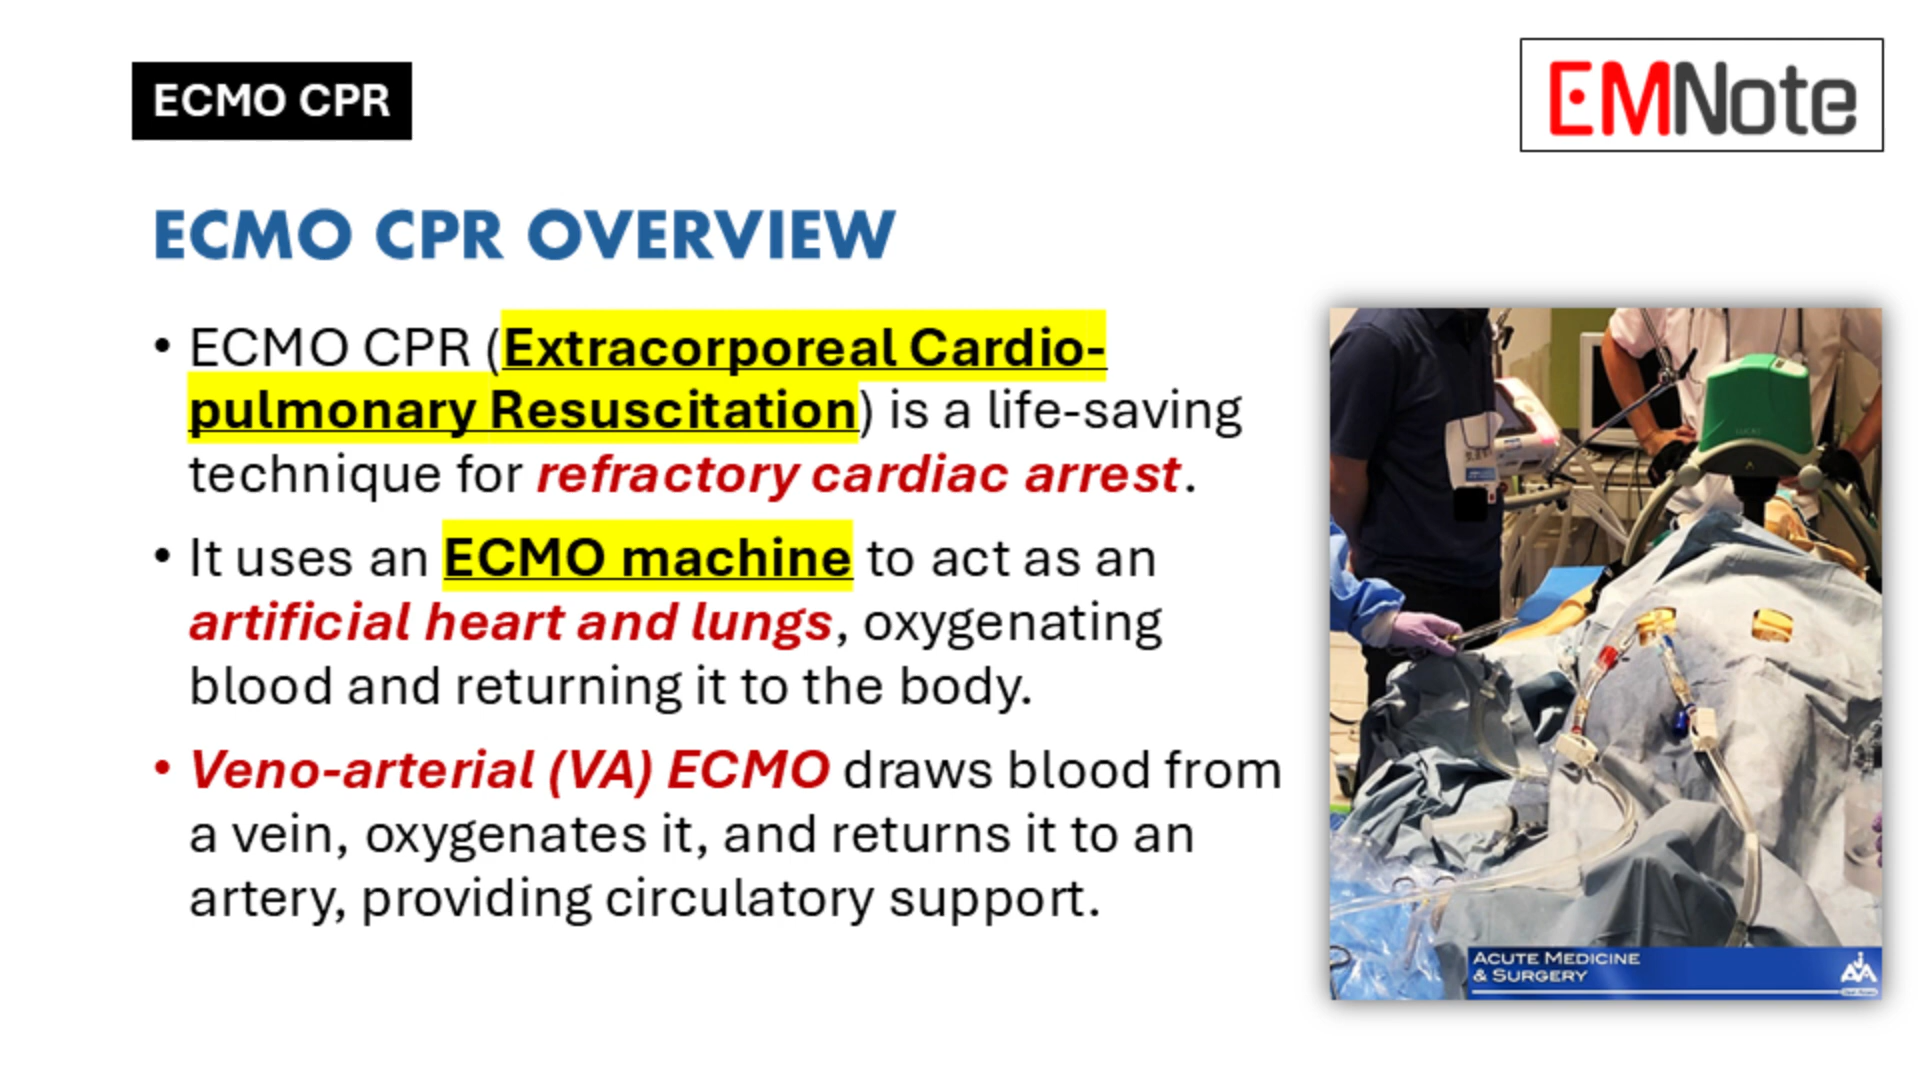 ECMO CPR
EMNote
ECMO CPR OVERVIEW
• ECMO CPR (Extracorporeal Cardio-
pulmonary Resuscitation) is a life-saving
technique for refractory cardiac arrest.
• It uses an ECMO machine to act as an
artificial heart and lungs, oxygenating
blood and returning it to the body.
• Veno-arterial (VA) ECMO draws blood from
a vein, oxygenates it, and returns it to an
artery, providing circulatory support.
LUCAS
ACUTE MEDICINE
& SURGERY